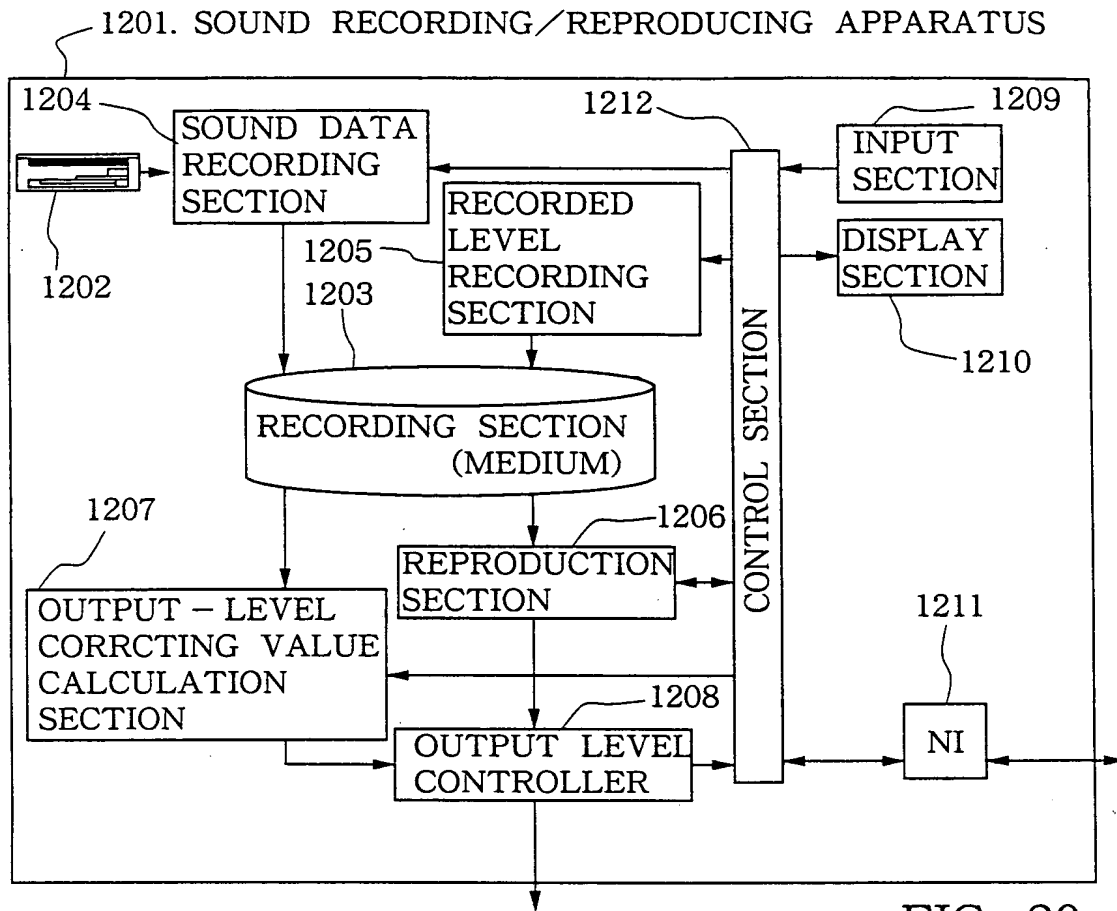 1201. SOUND RECORDING/REPRODUCING APPARATUS
1204
1212
1209
SOUND DATA
RECORDING
SECTION
INPUT
SECTION
1202
1205
RECORDED
LEVEL
RECORDING
SECTION
DISPLAY
SECTION
1210
1203
CONTROL SECTION
RECORDING SECTION
(MEDIUM)
1207
1206
REPRODUCTION
SECTION
1211
OUTPUT-LEVEL
CORRCTING VALUE
CALCULATION
SECTION
1208
OUTPUT LEVEL
CONTROLLER
NI